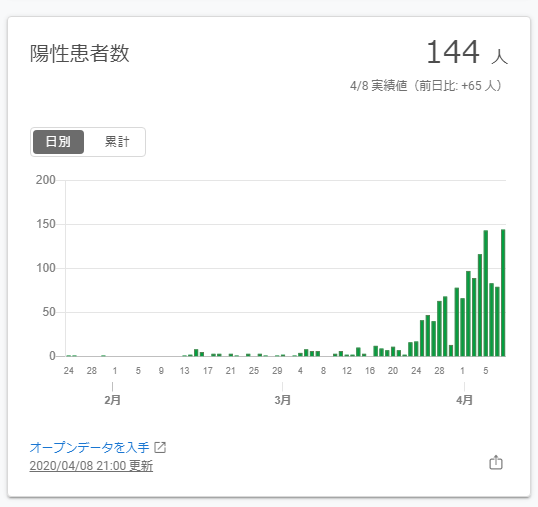 陽性患者数
144 人
4/8 実績値（前日比: +65 人）
日別 累計
200
150
100
50
0
24 28 1 5 9 13 17 21 25 29 4 8 12 16 20 24 28 1 5
2月 3月 4月
オープンデータを入手
2020/04/08 21:00 更新